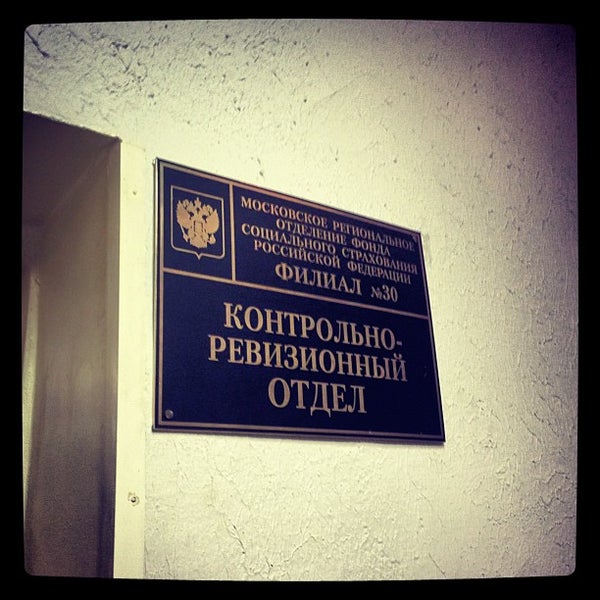 МОСКОВСКОЕ РЕГИОНАЛЬНОЕ
ОТДЕЛЕНИЕ ФОНДА
СОЦИАЛЬНОГО СТРАХОВАНИЯ
РОССИЙСКОЙ ФЕДЕРАЦИИ
ФИЛИАЛ №30
КОНТРОЛЬНО-
РЕВИЗИОННЫЙ
ОТДЕЛ